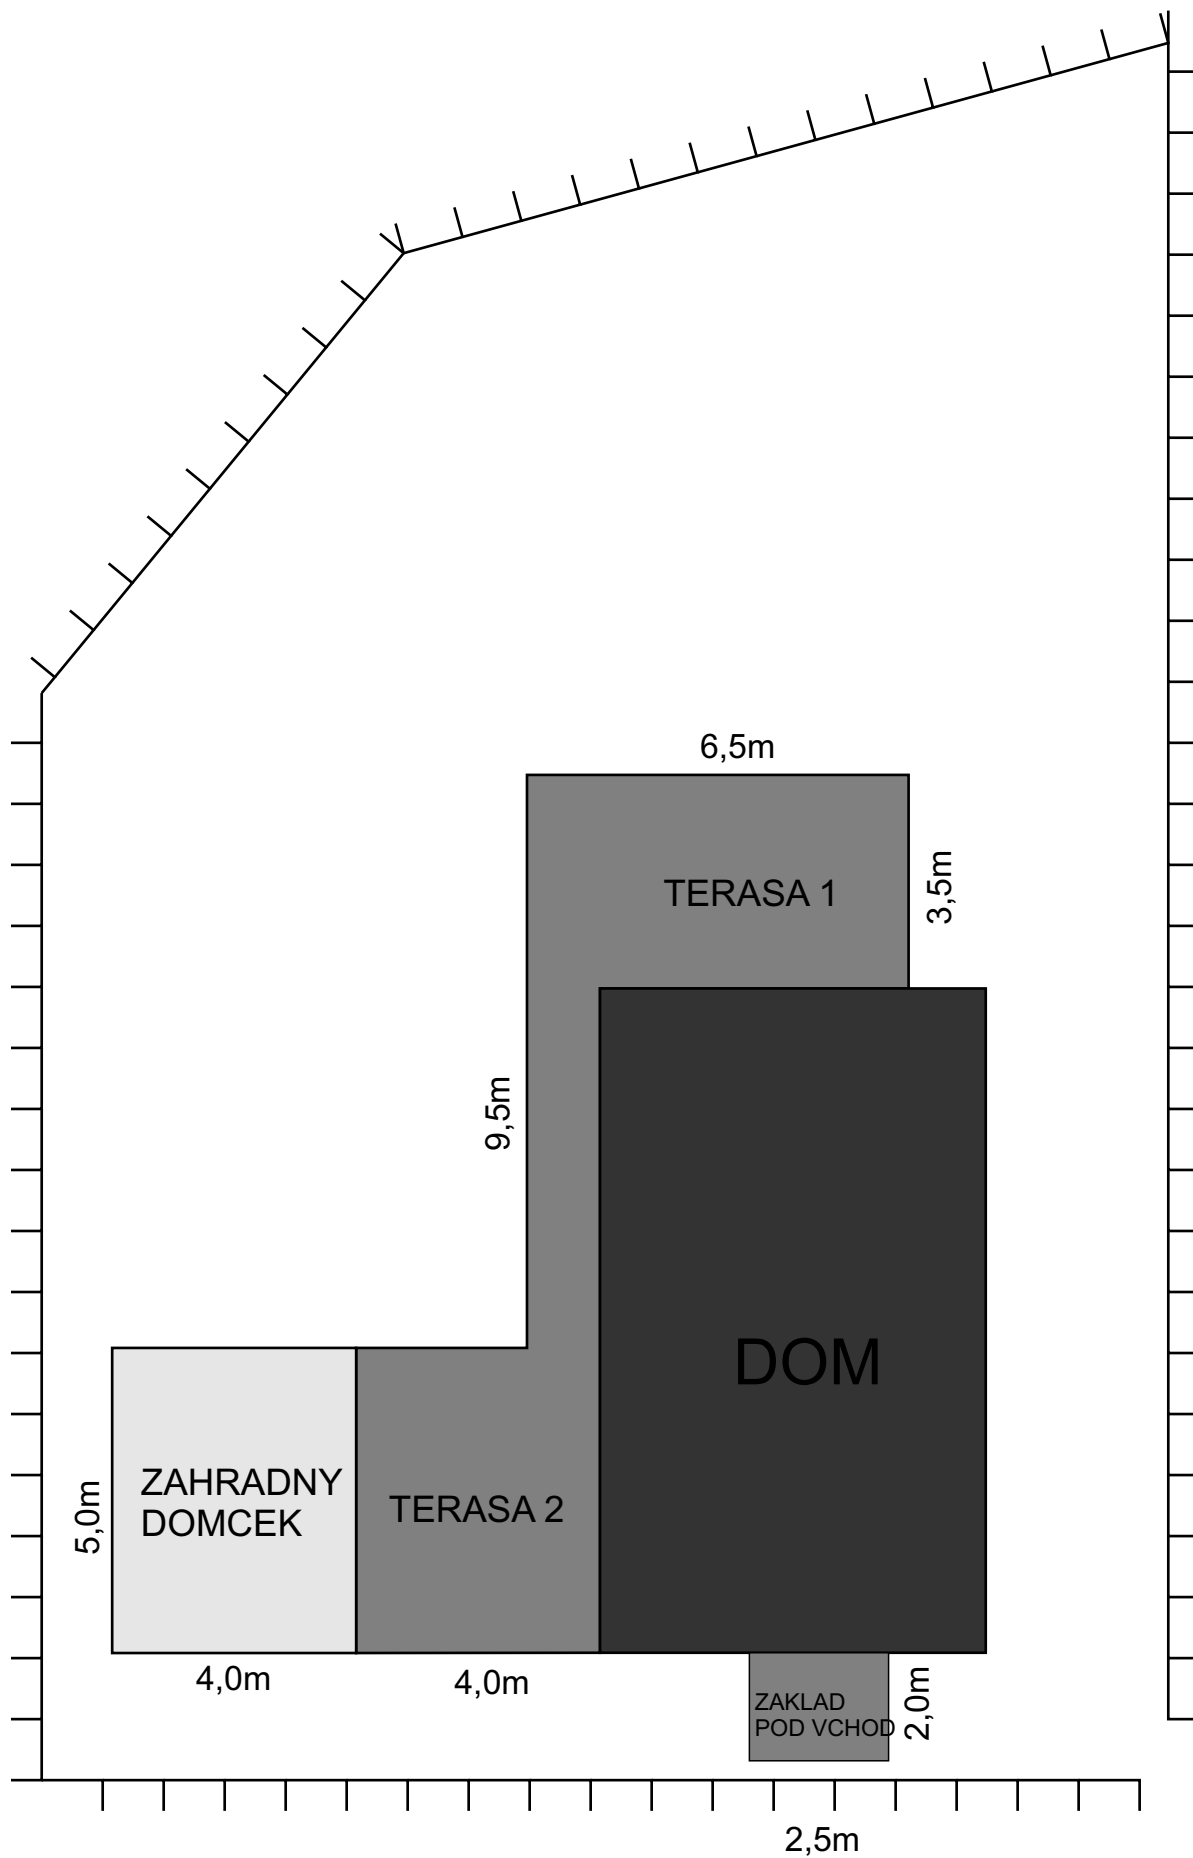 6,5m
TERASA 1
3,5m
9,5m
DOM
ZAHRADNY
DOMCEK
TERASA 2
5,0m
4,0m
4,0m
ZAKLAD
POD VCHOD
2,0m
2,5m